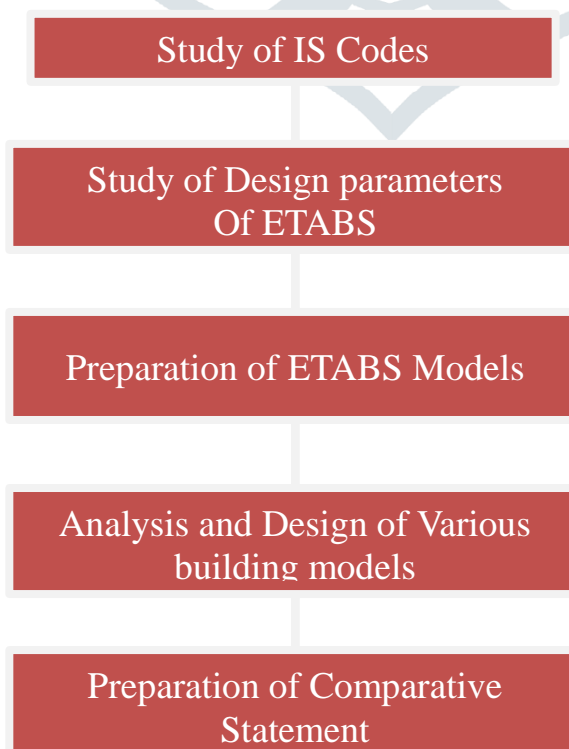 Study of IS Codes
Study of Design parameters
Of ETABS
Preparation of ETABS Models
Analysis and Design of Various
building models
Preparation of Comparative
Statement